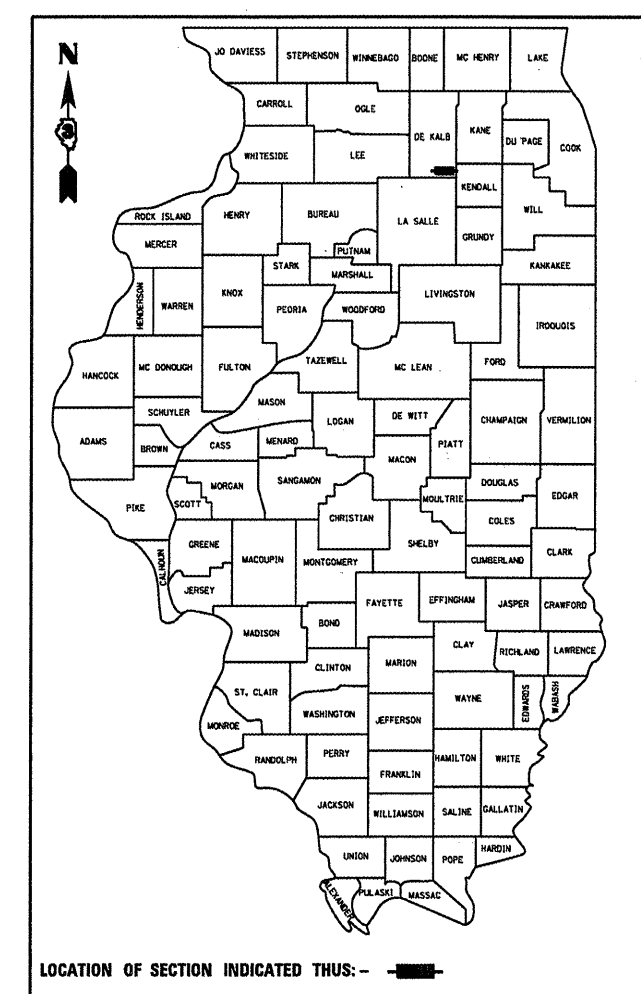 JO DAVIESS STEPHENSON WINNEBAGO BOONE MC HENRY LAKE
N
CARROLL OGLE DE KALB KANE DU PAGE COOK
3
WHITESIDE LEE
KENDALL
ROCK ISLAND HENRY BUREAU LA SALLE WILL
MERCER PUTNAM GRUNDY
STARK MARSHALL KANKAKEE
HENDERSON WARREN KNOX PEORIA WOODFORD LIVINGSTON IROQUOIS
HANCOCK MC DONOUGH FULTON TAZEWELL MC LEAN FORD
SCHUYLER MASON LOGAN DE WITT CHAMPAIGN VERMILION
ADAMS BROWN CASS MENARD MACON PIATT
MORGAN SANGAMON DOUGLAS EDGAR
PIKE SCOTT CHRISTIAN MOULTRIE COLES
GREENE MACOUPIN MONTGOMERY SHELBY CUMBERLAND CLARK
CALHOUN JERSEY FAYETTE EFFINGHAM JASPER CRAWFORD
MADISON BOND CLAY RICHLAND LAWRENCE
CLINTON MARION
ST. CLAIR WAYNE EDWARDS WABASH
MONROE WASHINGTON JEFFERSON
RANDOLPH PERRY HAMILTON WHITE
FRANKLIN
JACKSON WILLIAMSON SALINE GALLATIN
UNION JOHNSON POPE HARDIN
ALEXANDER PULASKI MASSAC
LOCATION OF SECTION INDICATED THUS: -